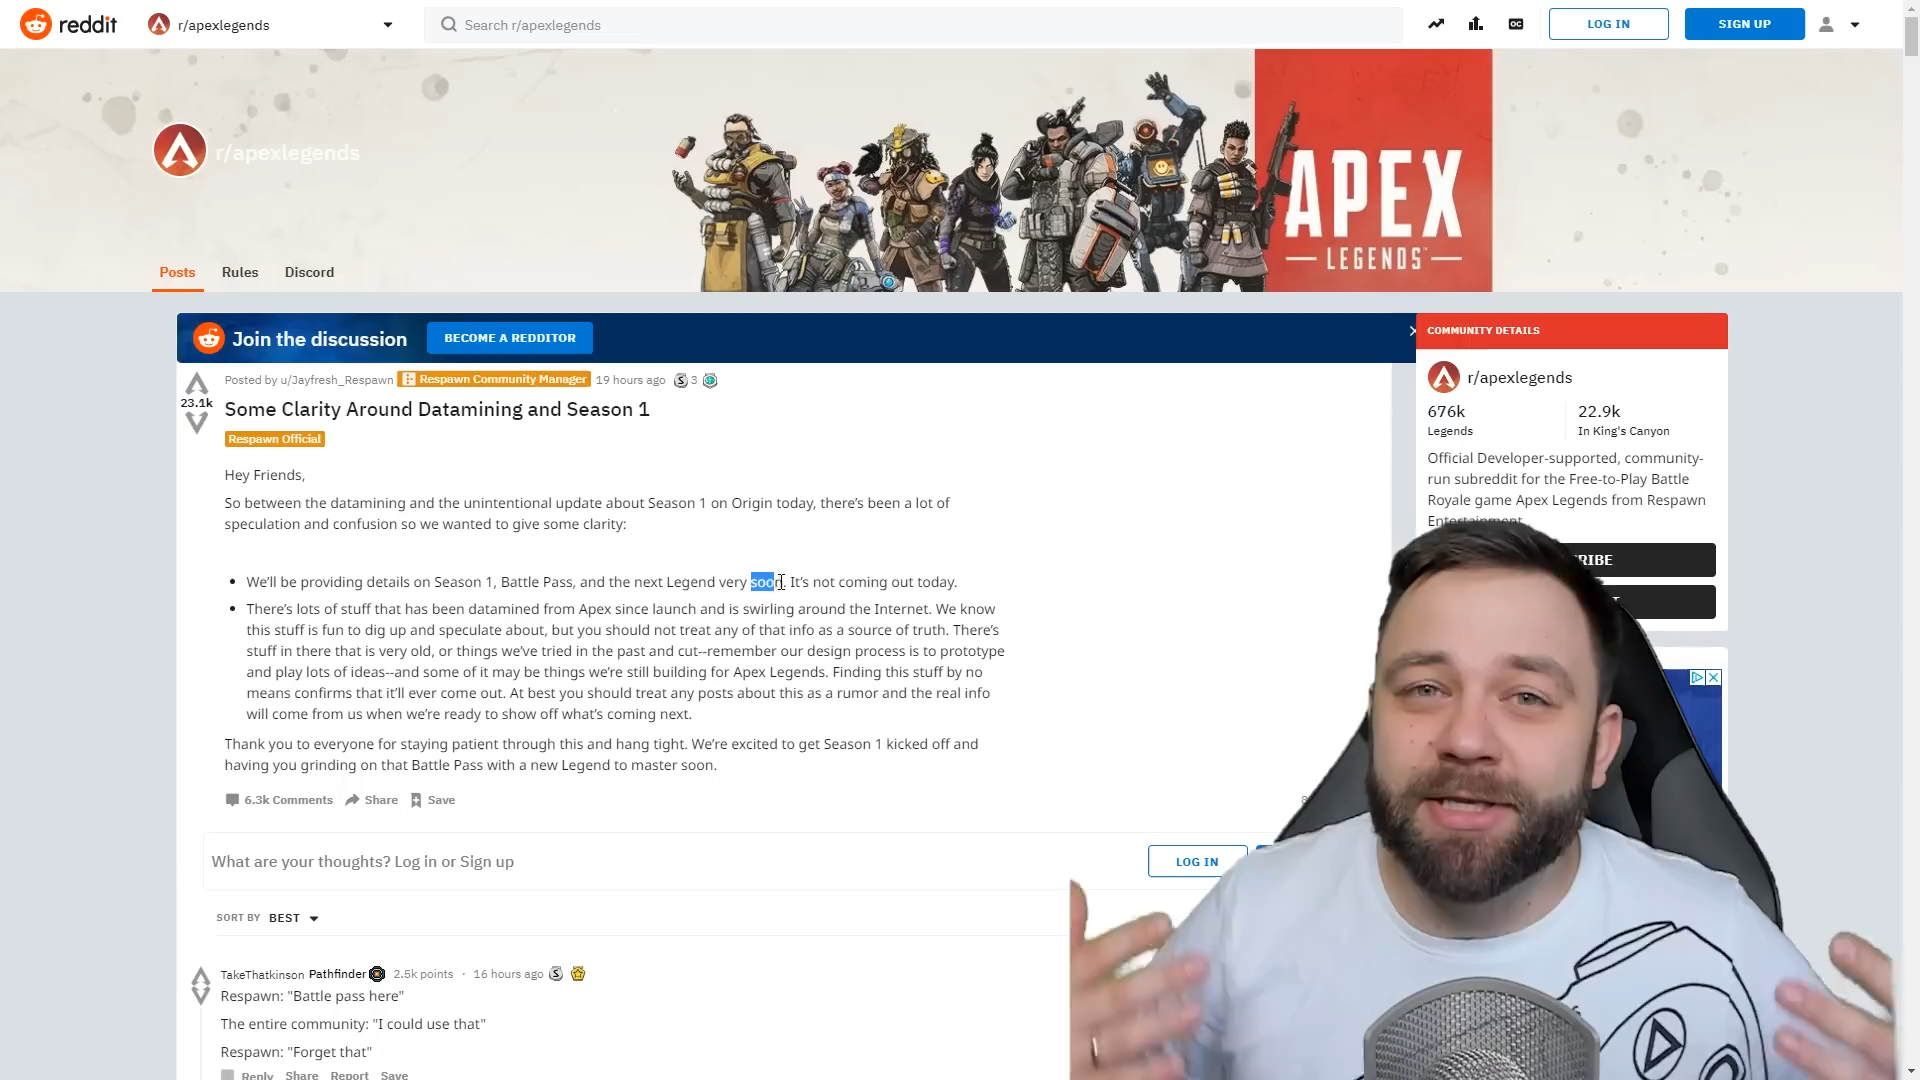 reddit
r/apexlegends
Search r/apexlegends
LOG IN
SIGN UP
r/apexlegends
APEX
LEGENDS
Posts
Rules
Discord
Join the discussion
BECOME A REDDITOR
COMMUNITY DETAILS
Posted by u/Jayfresh_Respawn Respawn Community Manager 19 hours ago S 3
23.1k
Some Clarity Around Datamining and Season 1
Respawn Official
r/apexlegends
676k
22.9k
Legends
In King's Canyon
Official Developer-supported, community-
run subreddit for the Free-to-Play Battle
Royale game Apex Legends from Respawn
Entertainment
Hey Friends,
So between the datamining and the unintentional update about Season 1 on Origin today, there's been a lot of
speculation and confusion so we wanted to give some clarity:
• We'll be providing details on Season 1, Battle Pass, and the next Legend very soon. It's not coming out today.
• There's lots of stuff that has been datamined from Apex since launch and is swirling around the Internet. We know
this stuff is fun to dig up and speculate about, but you should not treat any of that info as a source of truth. There's
stuff in there that is very old, or things we've tried in the past and cut--remember our design process is to prototype
and play lots of ideas--and some of it may be things we're still building for Apex Legends. Finding this stuff by no
means confirms that it'll ever come out. At best you should treat any posts about this as a rumor and the real info
will come from us when we're ready to show off what's coming next.
Thank you to everyone for staying patient through this and hang tight. We're excited to get Season 1 kicked off and
having you grinding on that Battle Pass with a new Legend to master soon.
6.3k Comments
Share
Save
What are your thoughts? Log in or Sign up
LOG IN
SORT BY BEST
TakeThatkinson Pathfinder 2.5k points · 16 hours ago S
Respawn: "Battle pass here"
The entire community: "I could use that"
Respawn: "Forget that"
Reply Share Report Save